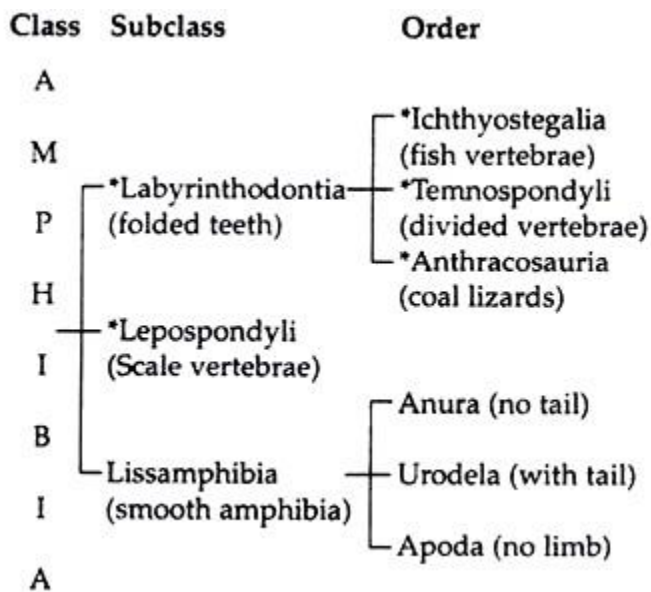 Class Subclass Order
A
*Ichthyostegalia
(fish vertebrae)
M
*Labyrinthodontia
(folded teeth)
*Temnospondyli
(divided vertebrae)
P
*Anthracosauria
(coal lizards)
H
*Lepospondyli
(Scale vertebrae)
I
Anura (no tail)
B
Lissamphibia
(smooth amphibia)
Urodela (with tail)
I
Apoda (no limb)
A